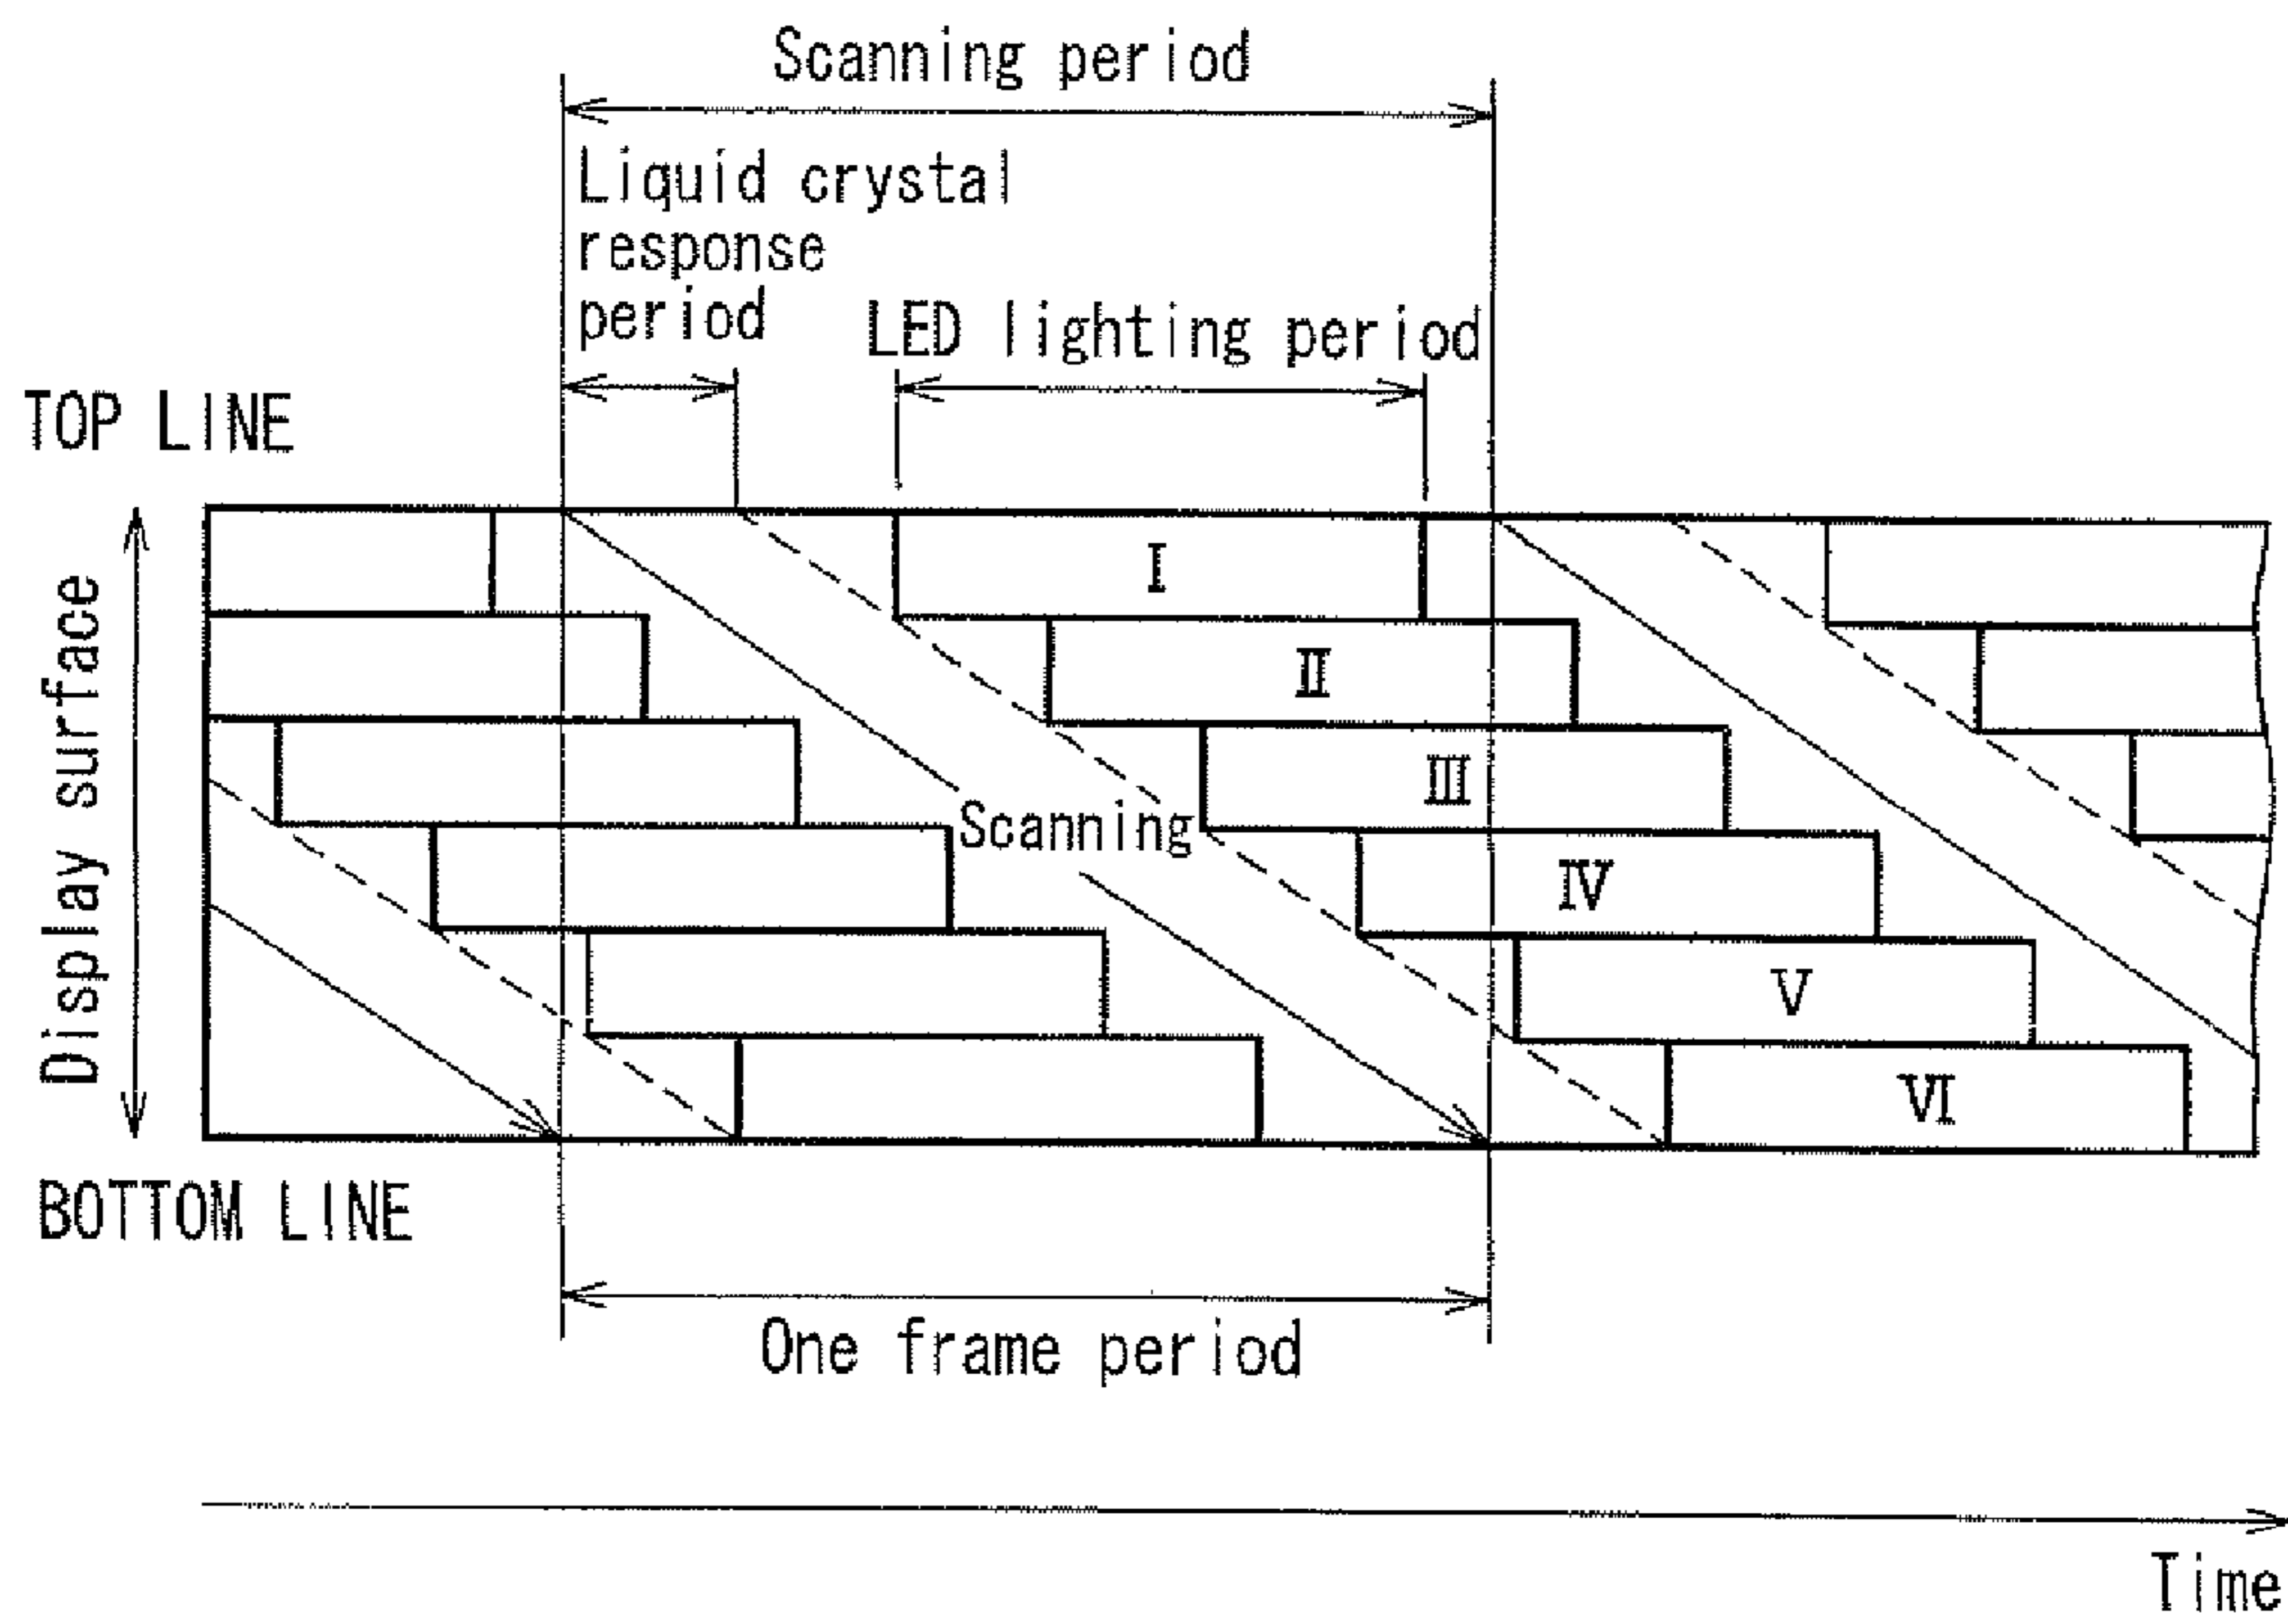 Scanning period
Liquid crystal
response
period
LED lighting period
TOP LINE
Display surface
I
II
III
Scanning
IV
V
VI
BOTTOM LINE
One frame period
Time